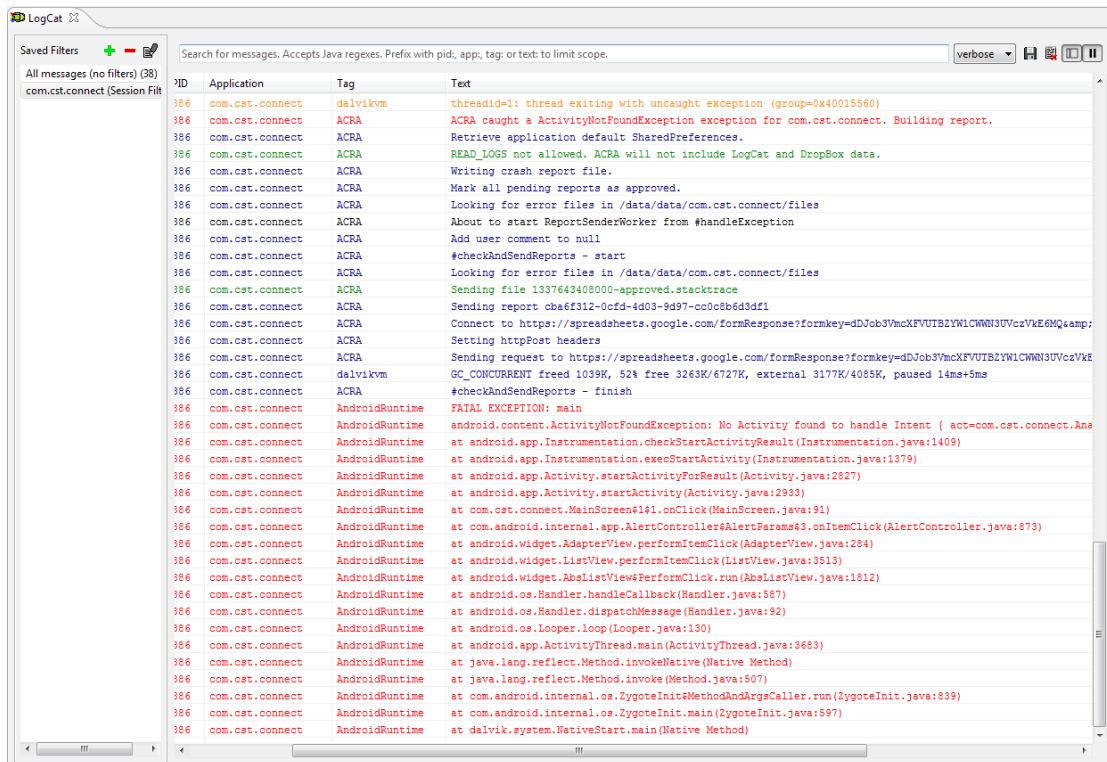 LogCat
Saved Filters
Search for messages. Accepts Java regexes. Prefix with pid:, app:, tag: or text: to limit scope.
verbose
All messages (no filters) (38)
com.cst.connect (Session Filt
PID Application Tag Text
386 com.cst.connect dalvikvm threadid=1: thread exiting with uncaught exception (group=0x40015560)
386 com.cst.connect ACRA ACRA caught a ActivityNotFoundException exception for com.cst.connect. Building report.
386 com.cst.connect ACRA Retrieve application default SharedPreferences.
386 com.cst.connect ACRA READ_LOGS not allowed. ACRA will not include LogCat and DropBox data.
386 com.cst.connect ACRA Writing crash report file.
386 com.cst.connect ACRA Mark all pending reports as approved.
386 com.cst.connect ACRA Looking for error files in /data/data/com.cst.connect/files
386 com.cst.connect ACRA About to start ReportSenderWorker from #handleException
386 com.cst.connect ACRA Add user comment to null
386 com.cst.connect ACRA #checkAndSendReports - start
386 com.cst.connect ACRA Looking for error files in /data/data/com.cst.connect/files
386 com.cst.connect ACRA Sending file 1337643408000-approved.stacktrace
386 com.cst.connect ACRA Sending report cba6f312-0cfd-4d03-9d97-cc0c8b6d3df1
386 com.cst.connect ACRA Connect to https://spreadsheets.google.com/formResponse?formkey=dDJob3VmcXFVUTBZYW1CWWN3UVczVkE6MQ&amp;
386 com.cst.connect ACRA Setting httpPost headers
386 com.cst.connect ACRA Sending request to https://spreadsheets.google.com/formResponse?formkey=dDJob3VmcXFVUTBZYW1CWWN3UVczVkE
386 com.cst.connect dalvikvm GC_CONCURRENT freed 1039K, 52% free 3263K/6727K, external 3177K/4085K, paused 14ms+5ms
386 com.cst.connect ACRA #checkAndSendReports - finish
386 com.cst.connect AndroidRuntime FATAL EXCEPTION: main
386 com.cst.connect AndroidRuntime android.content.ActivityNotFoundException: No Activity found to handle Intent { act=com.cst.connect.Ana
386 com.cst.connect AndroidRuntime at android.app.Instrumentation.checkStartActivityResult(Instrumentation.java:1409)
386 com.cst.connect AndroidRuntime at android.app.Instrumentation.execStartActivity(Instrumentation.java:1379)
386 com.cst.connect AndroidRuntime at android.app.Activity.startActivityForResult(Activity.java:2827)
386 com.cst.connect AndroidRuntime at android.app.Activity.startActivity(Activity.java:2933)
386 com.cst.connect AndroidRuntime at com.cst.connect.MainScreen$1$1.onClick(MainScreen.java:91)
386 com.cst.connect AndroidRuntime at com.android.internal.app.AlertController$AlertParams$3.onItemClick(AlertController.java:873)
386 com.cst.connect AndroidRuntime at android.widget.AdapterView.performItemClick(AdapterView.java:284)
386 com.cst.connect AndroidRuntime at android.widget.ListView.performItemClick(ListView.java:3513)
386 com.cst.connect AndroidRuntime at android.widget.AbsListView$PerformClick.run(AbsListView.java:1812)
386 com.cst.connect AndroidRuntime at android.os.Handler.handleCallback(Handler.java:587)
386 com.cst.connect AndroidRuntime at android.os.Handler.dispatchMessage(Handler.java:92)
386 com.cst.connect AndroidRuntime at android.os.Looper.loop(Looper.java:130)
386 com.cst.connect AndroidRuntime at android.app.ActivityThread.main(ActivityThread.java:3683)
386 com.cst.connect AndroidRuntime at java.lang.reflect.Method.invokeNative(Native Method)
386 com.cst.connect AndroidRuntime at java.lang.reflect.Method.invoke(Method.java:507)
386 com.cst.connect AndroidRuntime at com.android.internal.os.ZygoteInit$MethodAndArgsCaller.run(ZygoteInit.java:839)
386 com.cst.connect AndroidRuntime at com.android.internal.os.ZygoteInit.main(ZygoteInit.java:597)
386 com.cst.connect AndroidRuntime at dalvik.system.NativeStart.main(Native Method)